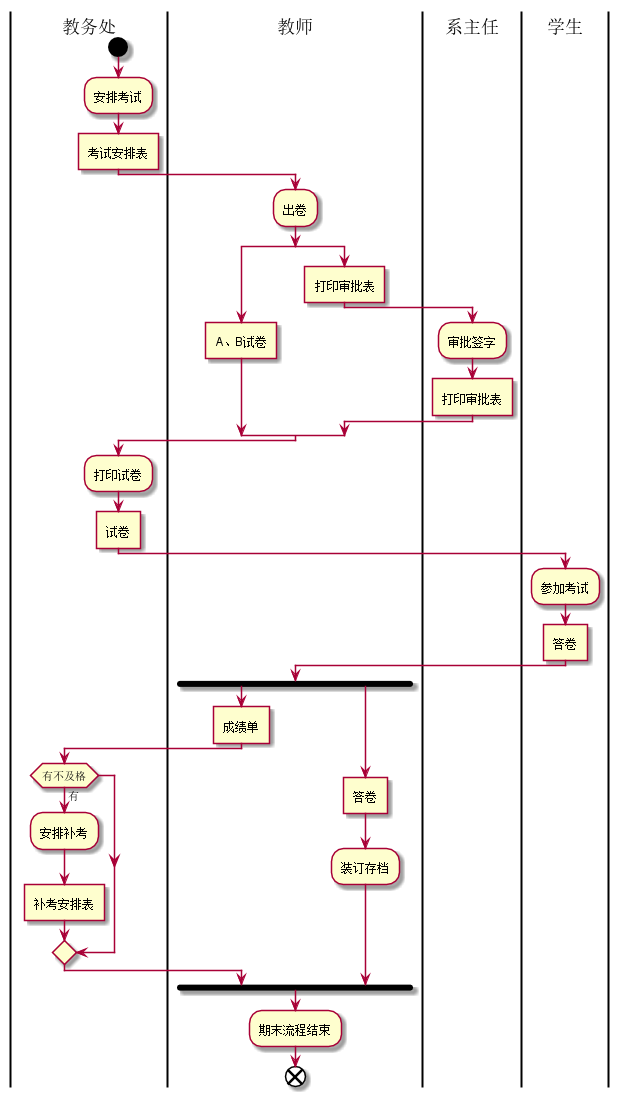 教务处
教师
系主任
学生
安排考试
考试安排表
出卷
打印审批表
A、B试卷
审批签字
打印审批表
打印试卷
试卷
参加考试
答卷
成绩单
有不及格
有
答卷
安排补考
装订存档
补考安排表
期末流程结束